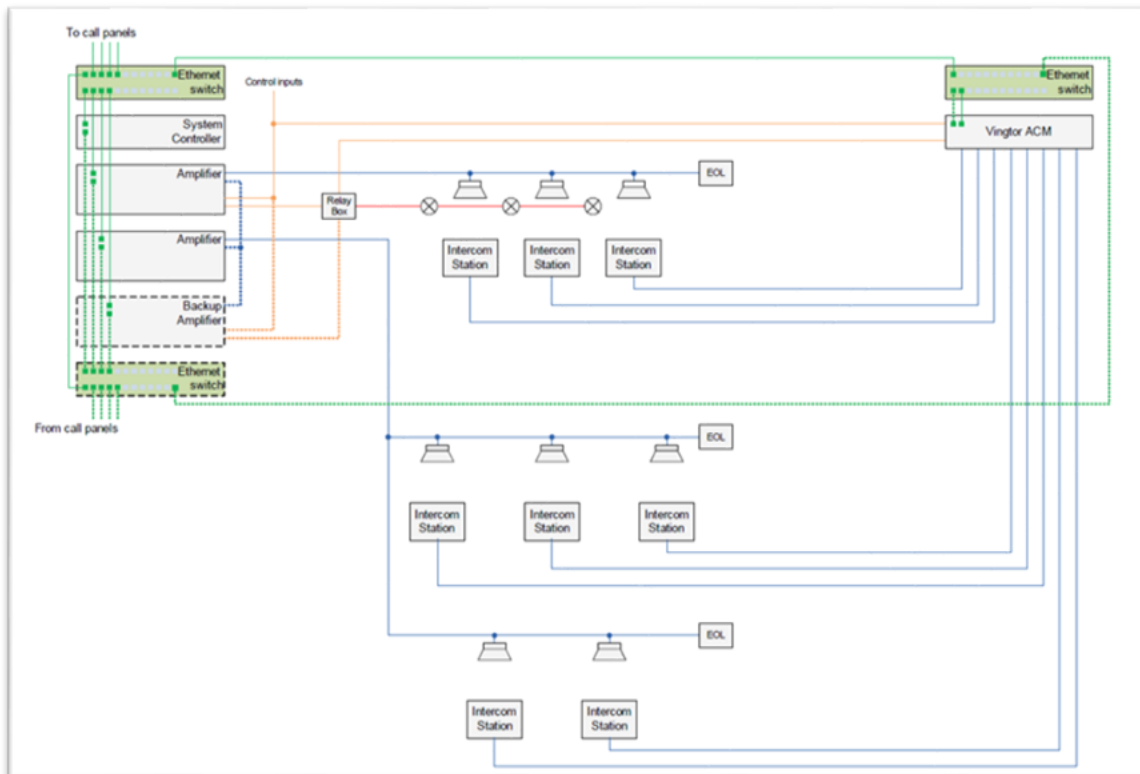 To call panels
Ethernet
switch
Control inputs
Ethernet
switch
System
Controller
Vingtor ACM
Amplifier
EOL
Relay
Box
Amplifier
Intercom
Station
Intercom
Station
Intercom
Station
Backup
Amplifier
Ethernet
switch
From call panels
EOL
Intercom
Station
Intercom
Station
Intercom
Station
EOL
Intercom
Station
Intercom
Station